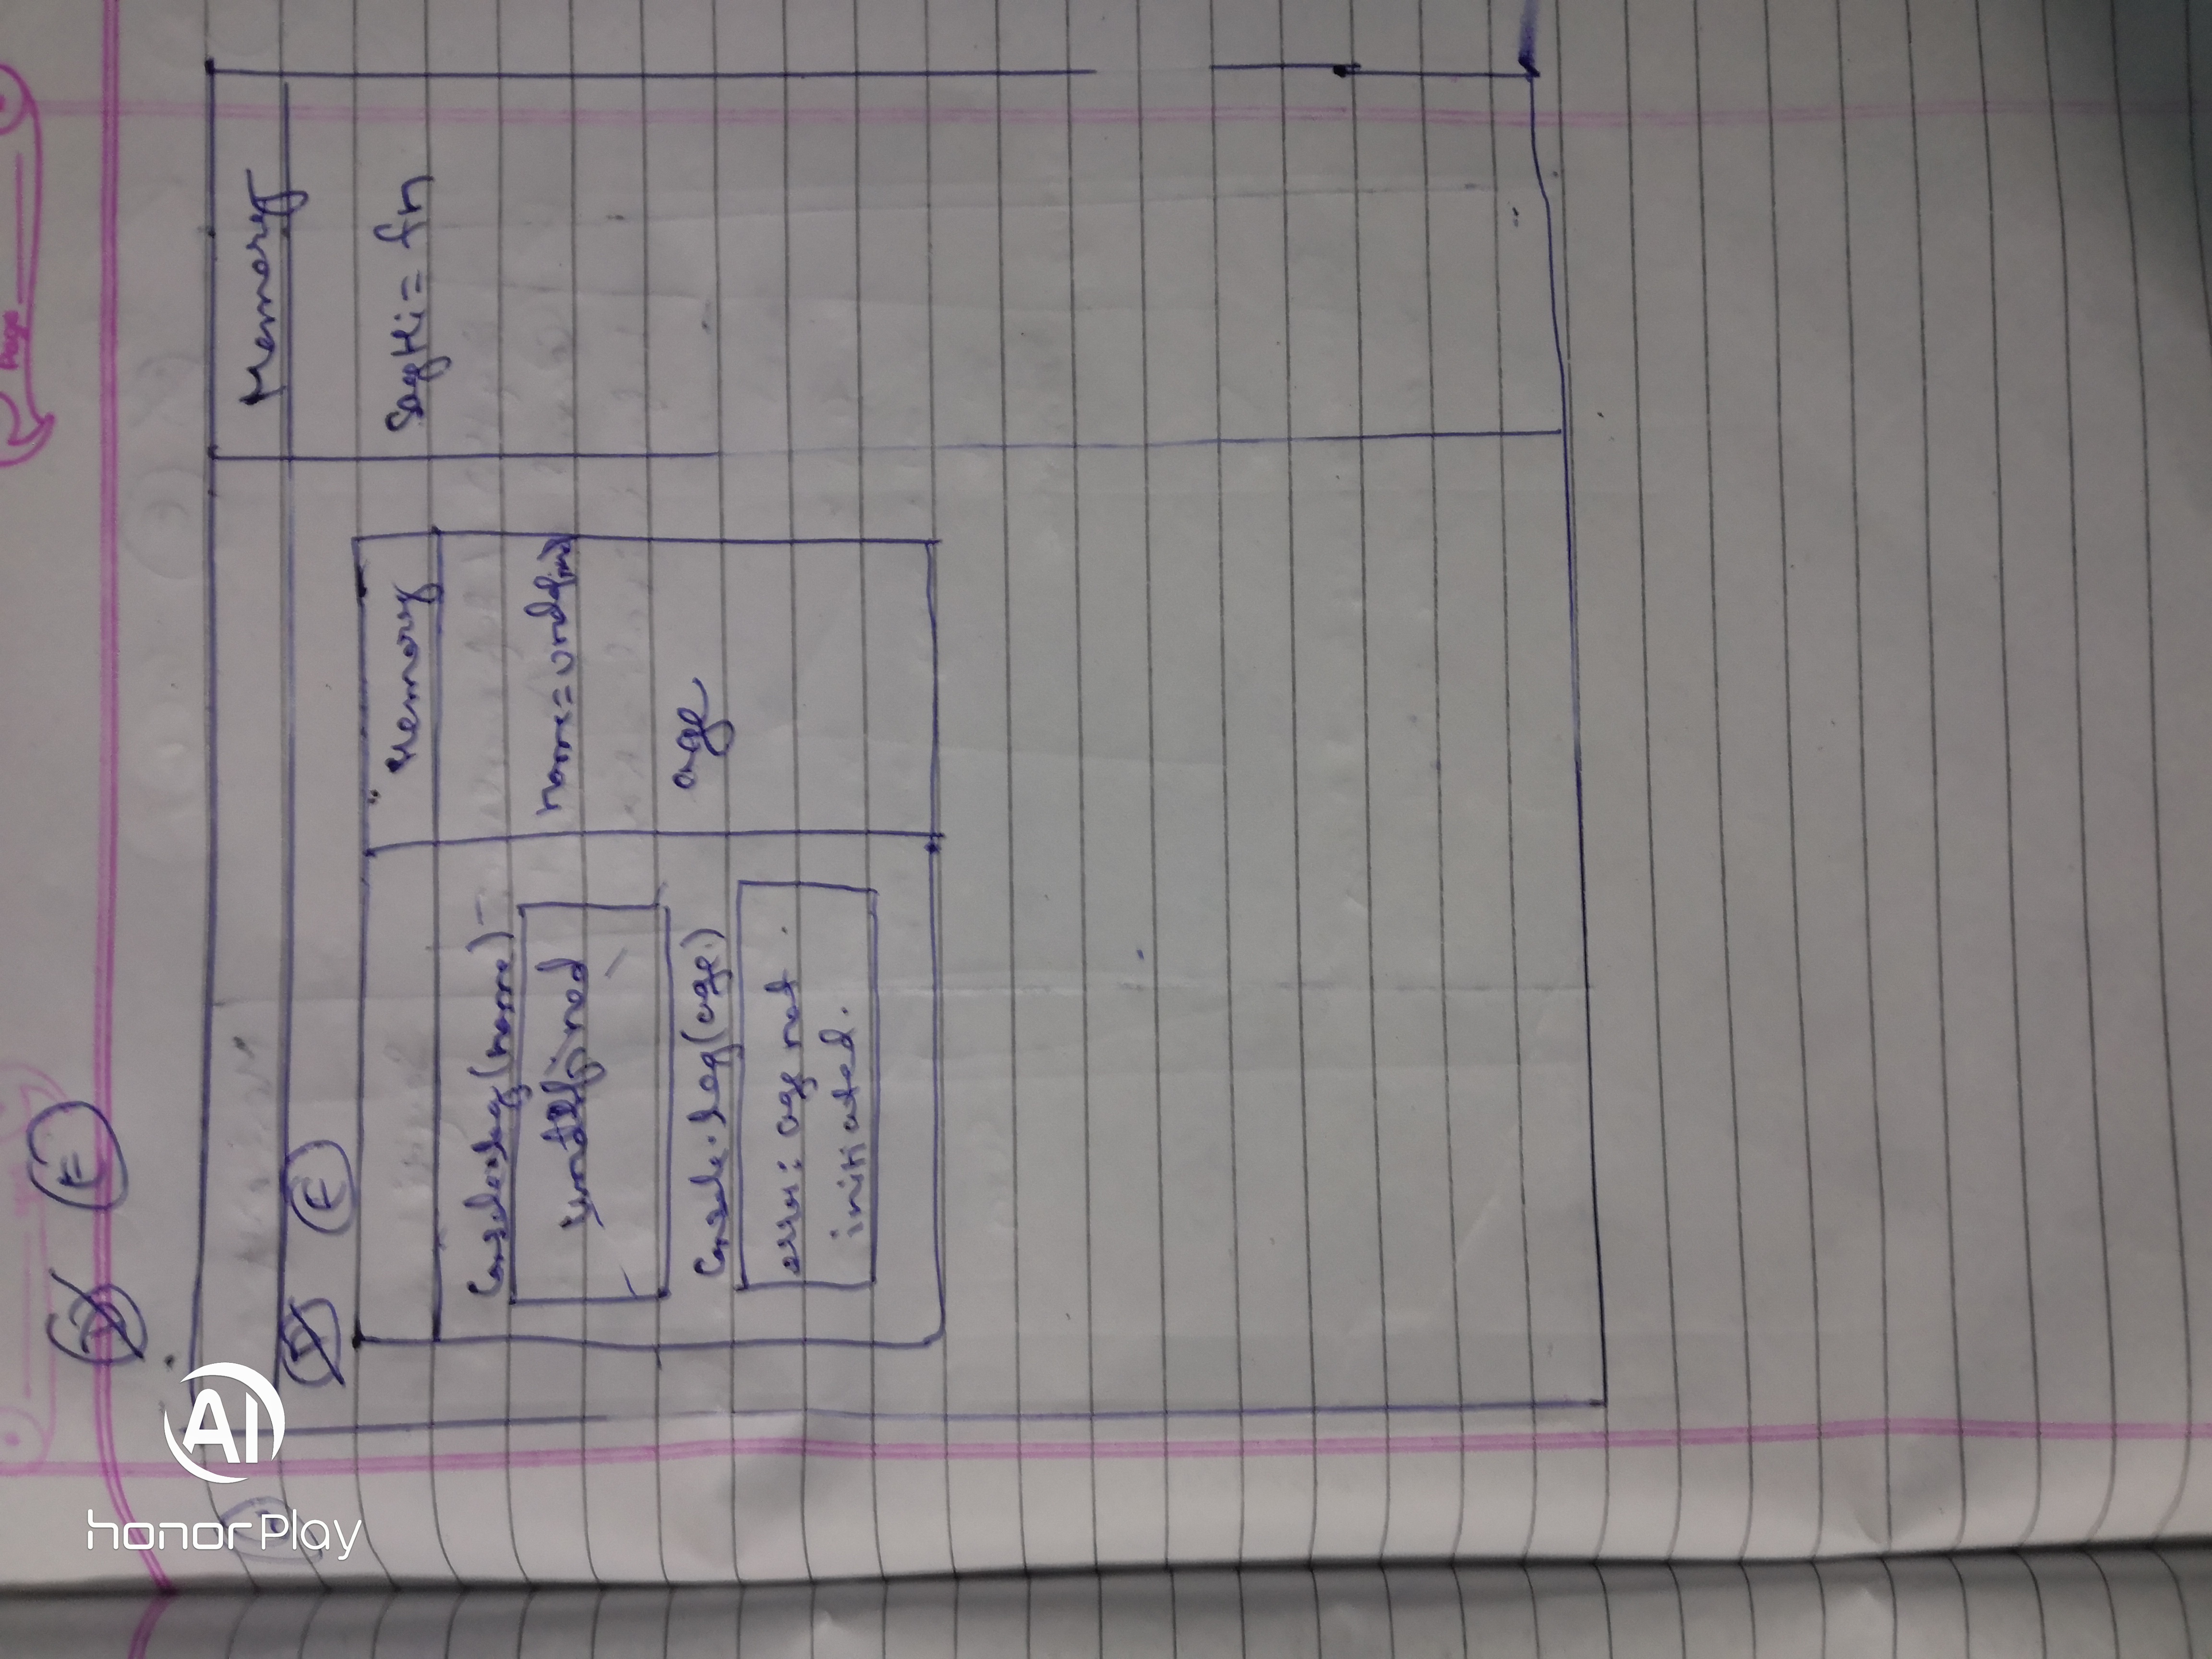 Page
D E
Memory
D E
Memory
SayHi = fn
Console.log(name)
undefined
name = undefined
Console.log(age)
age
error: age not
initiated.
honor Play
AI